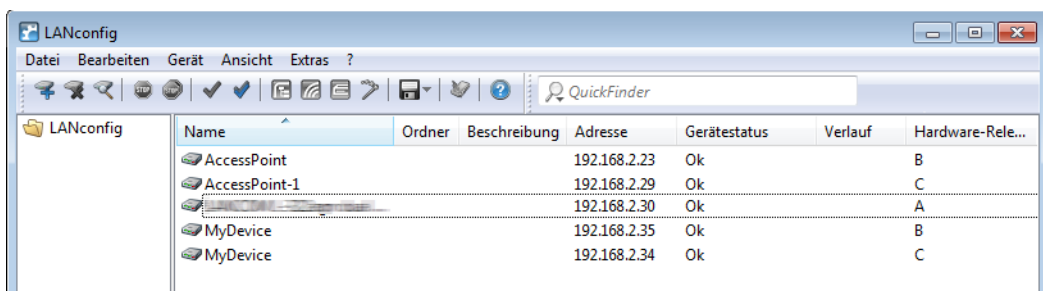 LANconfig
Datei Bearbeiten Gerät Ansicht Extras ?
STOP STOP QuickFinder
LANconfig Name Ordner Beschreibung Adresse Gerätestatus Verlauf Hardware-Rele...
AccessPoint 192.168.2.23 Ok B
AccessPoint-1 192.168.2.29 Ok C
192.168.2.30 Ok A
MyDevice 192.168.2.35 Ok B
MyDevice 192.168.2.34 Ok C